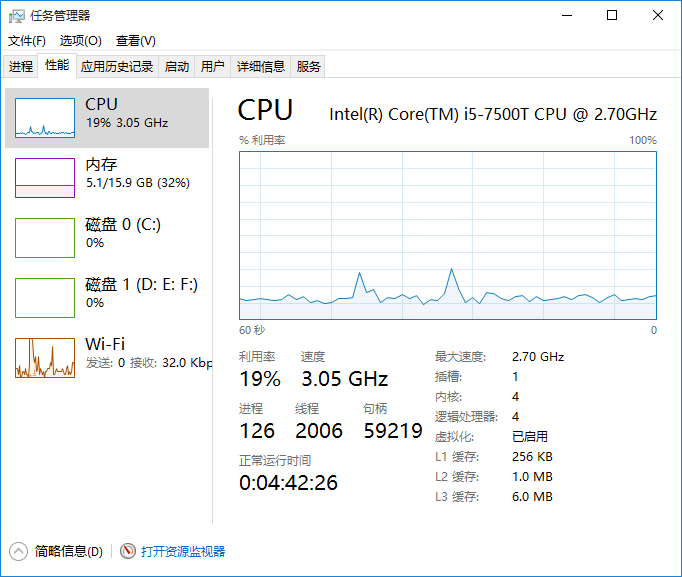 任务管理器
文件(F) 选项(O) 查看(V)
进程 性能 应用历史记录 启动 用户 详细信息 服务
CPU
19% 3.05 GHz
内存
5.1/15.9 GB (32%)
磁盘 0 (C:)
0%
磁盘 1 (D: E: F:)
0%
Wi-Fi
发送: 0 接收: 32.0 Kbp
CPU Intel(R) Core(TM) i5-7500T CPU @ 2.70GHz
% 利用率 100%
60 秒 0
利用率 速度
19% 3.05 GHz
进程 线程 句柄
126 2006 59219
正常运行时间
0:04:42:26
最大速度: 2.70 GHz
插槽: 1
内核: 4
逻辑处理器: 4
虚拟化: 已启用
L1 缓存: 256 KB
L2 缓存: 1.0 MB
L3 缓存: 6.0 MB
简略信息(D) 打开资源监视器